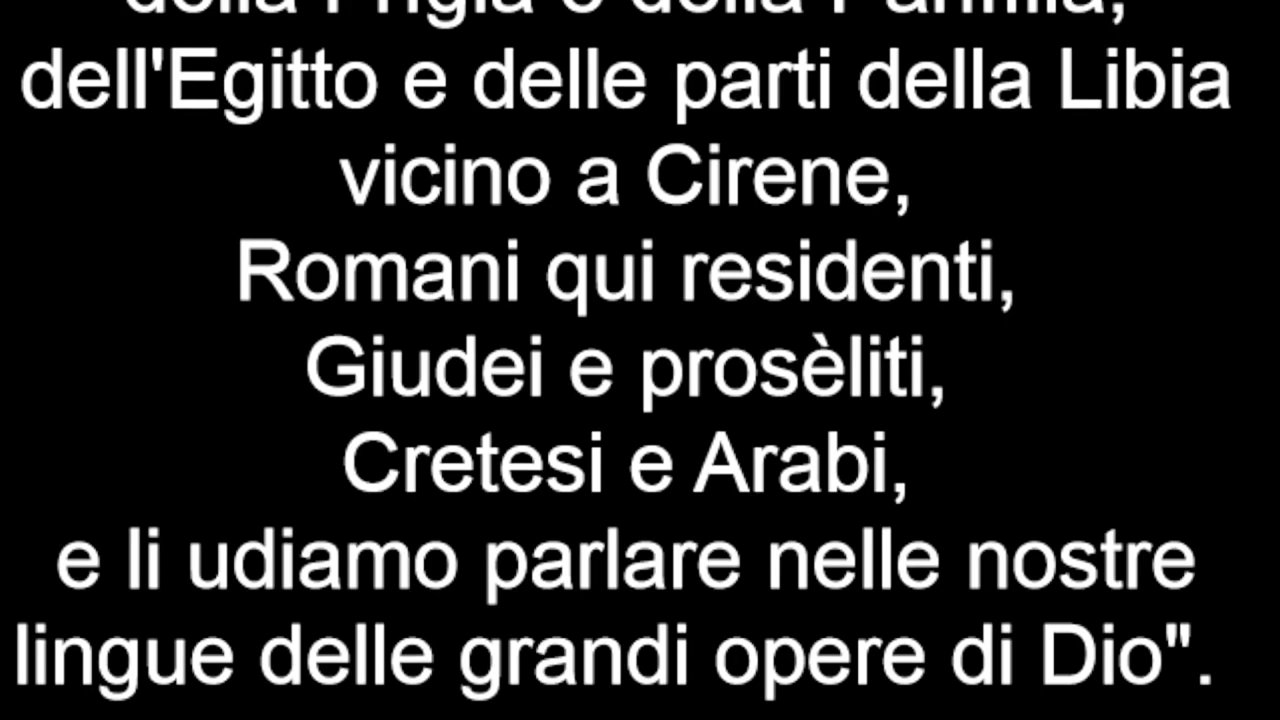 della Frigia e della Panfilia,
dell'Egitto e delle parti della Libia
vicino a Cirene,
Romani qui residenti,
Giudei e prosèliti,
Cretesi e Arabi,
e li udiamo parlare nelle nostre
lingue delle grandi opere di Dio".